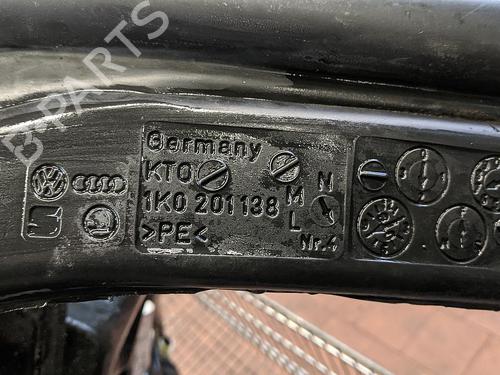 B-PARTS
Germany
KTO
1K0 201 138
>PE<
N
M
L
Nr.4